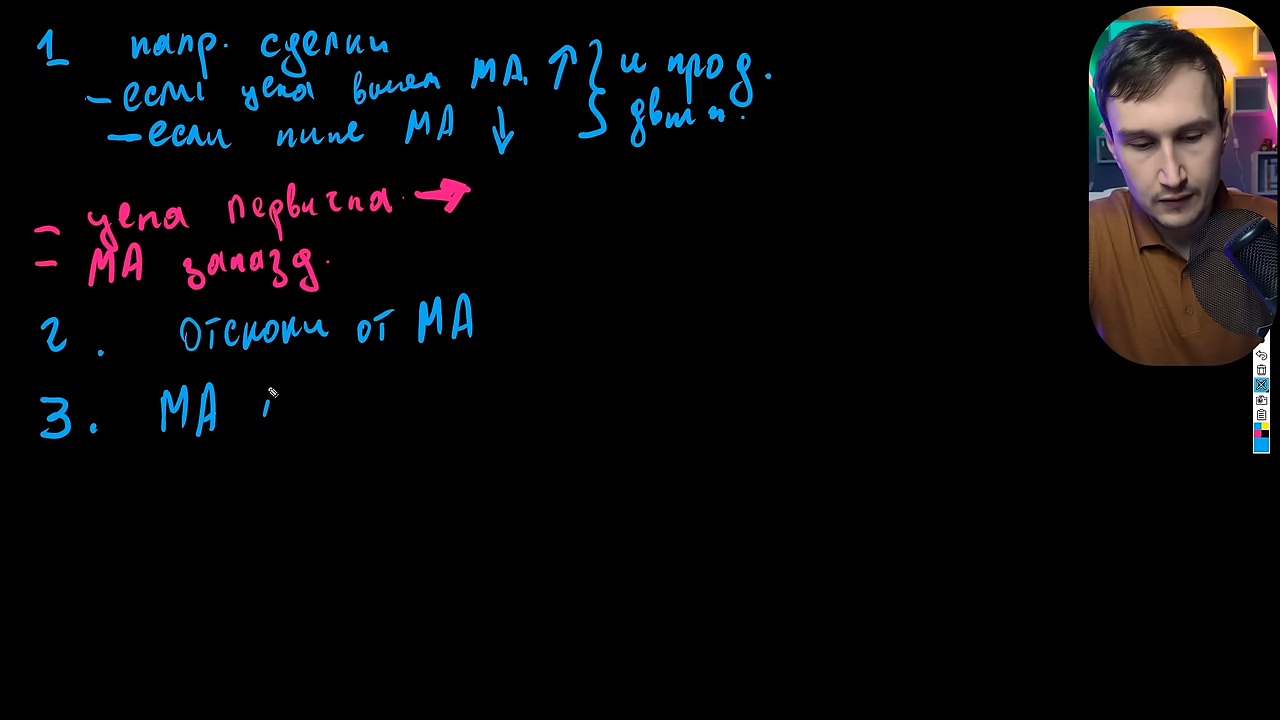 1 напр. сделки
- если цена выше МА ↑ } и прод.
- если ниже МА ↓ } движ.
- цена первична →
- МА запазд.
2. Отскоки от МА
3. МА